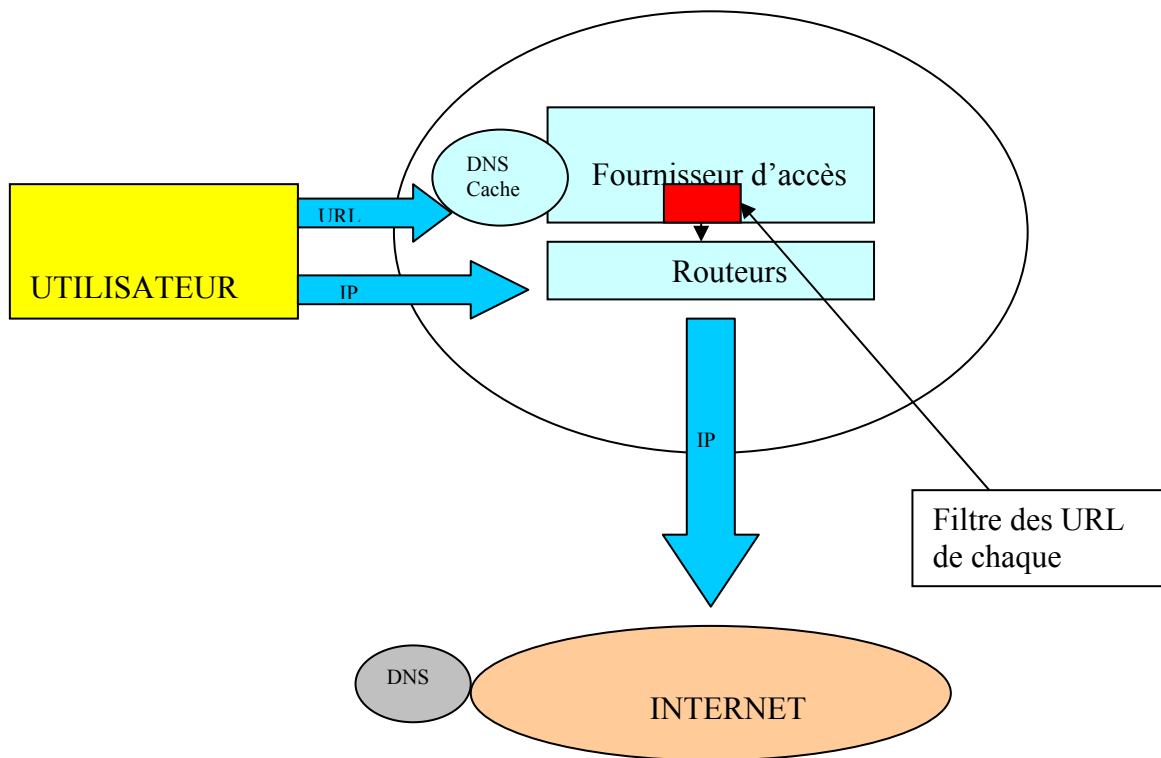 DNS
Cache
Fournisseur d’accès
URL
UTILISATEUR
IP
Routeurs
IP
Filtre des URL
de chaque
DNS
INTERNET